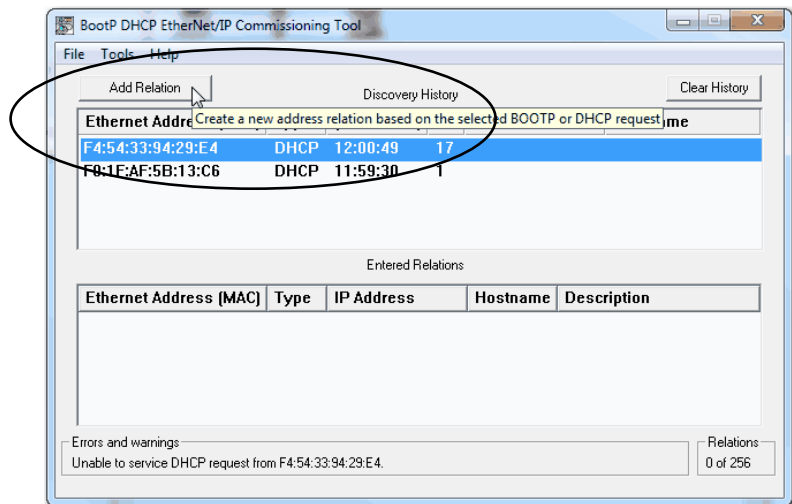 BootP DHCP EtherNet/IP Commissioning Tool
File Tools Help
Add Relation Discovery History Clear History
Ethernet Addre
Create a new address relation based on the selected BOOTP or DHCP request
F4:54:33:94:29:E4 DHCP 12:00:49 17
F0:1F:AF:5B:13:C6 DHCP 11:59:30 1
Entered Relations
Ethernet Address (MAC) Type IP Address Hostname Description
Errors and warnings Relations
Unable to service DHCP request from F4:54:33:94:29:E4. 0 of 256